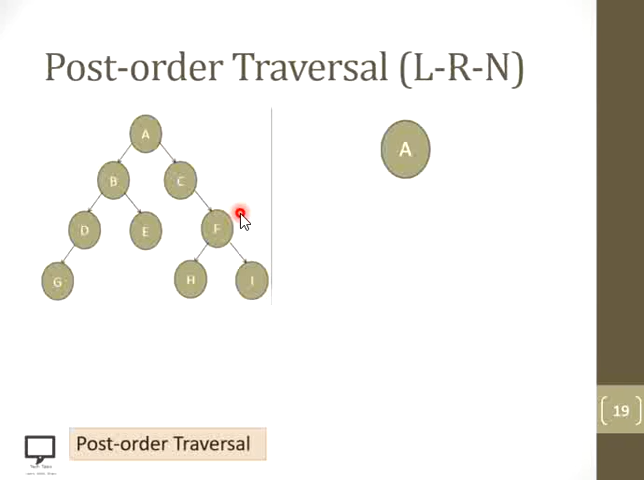 Post-order Traversal (L-R-N)
A
A
B
C
D
E
F
G
H
I
19
Post-order Traversal